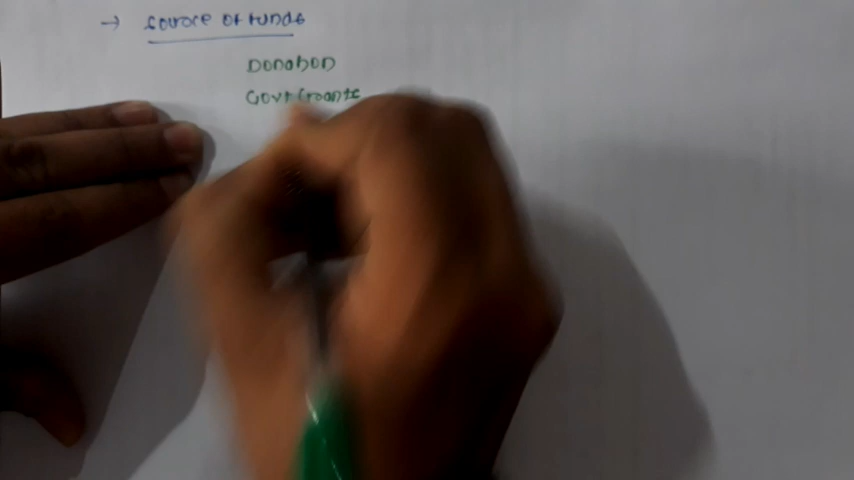 → source of funds
Donation
Govt Grants